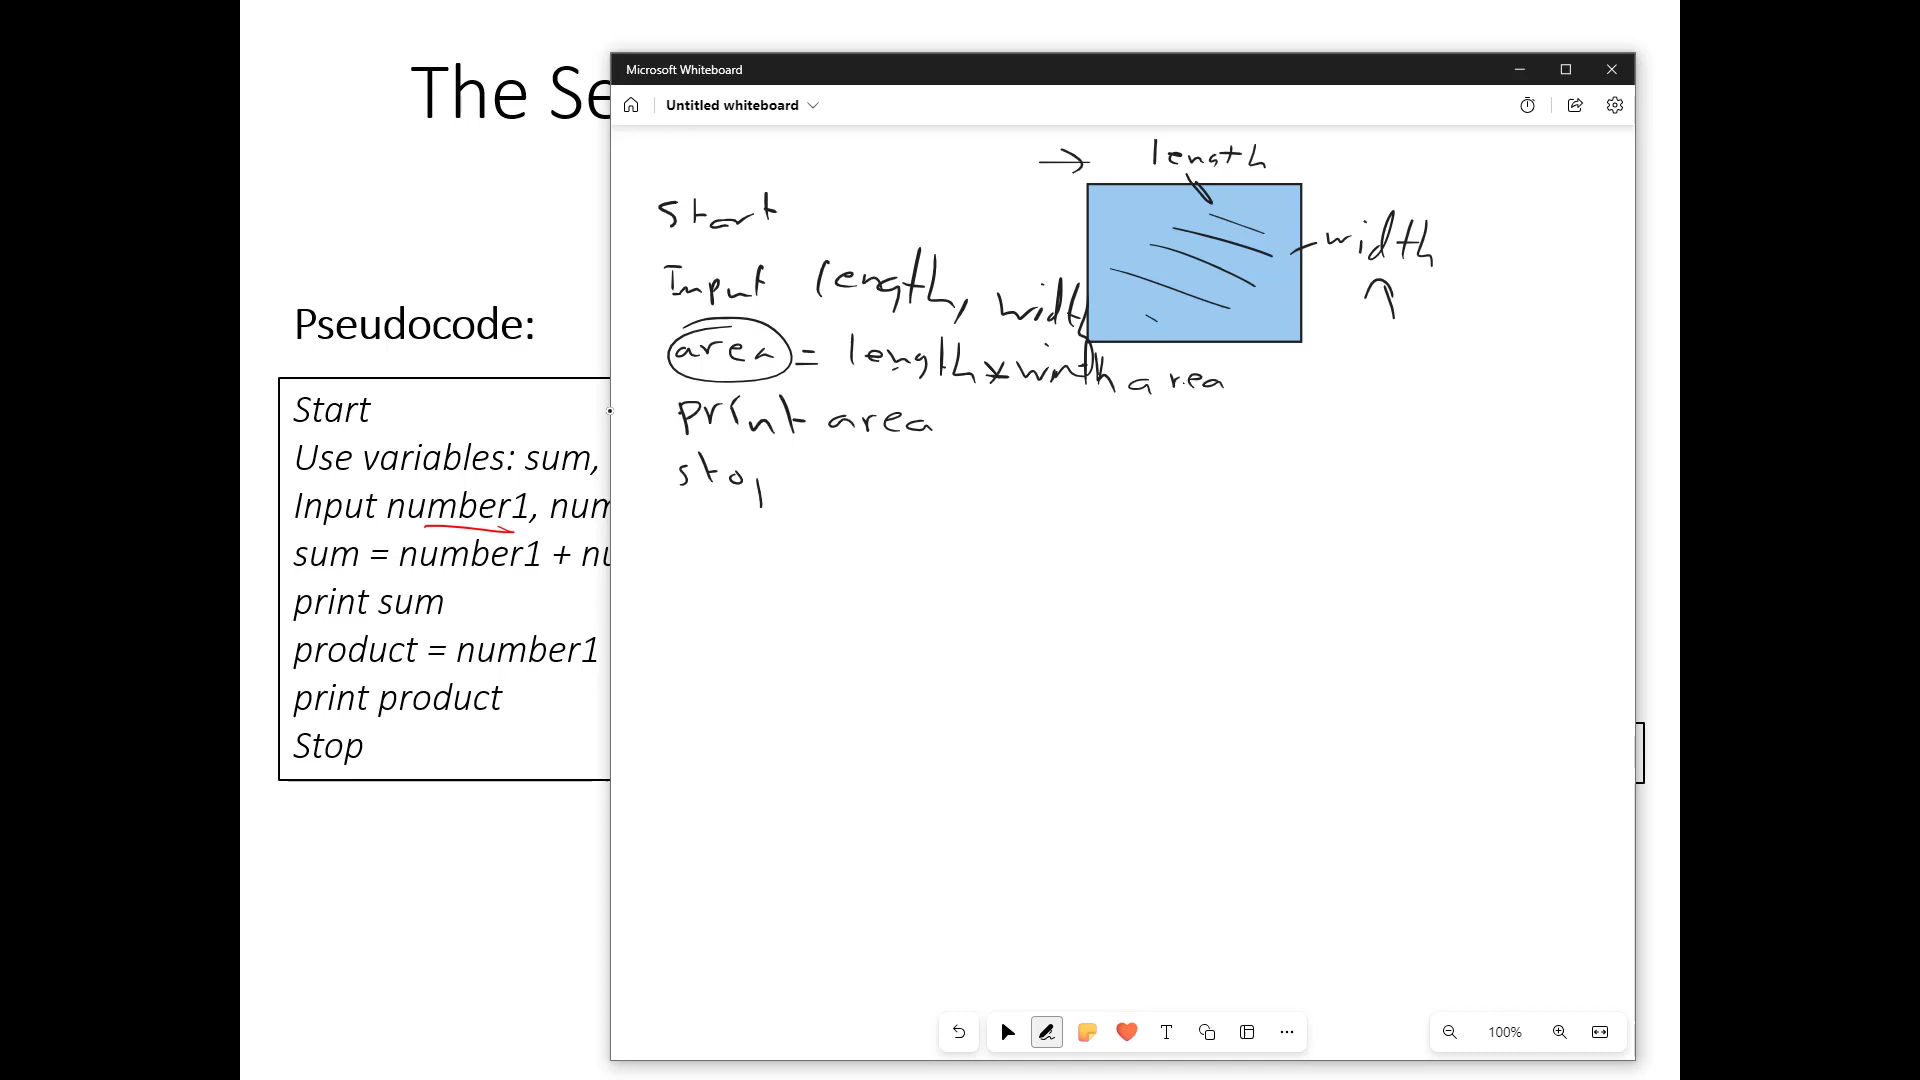 The Se
Pseudocode:
Start
Use variables: sum,
Input number1, num
sum = number1 + nu
print sum
product = number1
print product
Stop
Microsoft Whiteboard
Untitled whiteboard
length
width
start
Input length, width
area = length * width area
print area
stop
100%